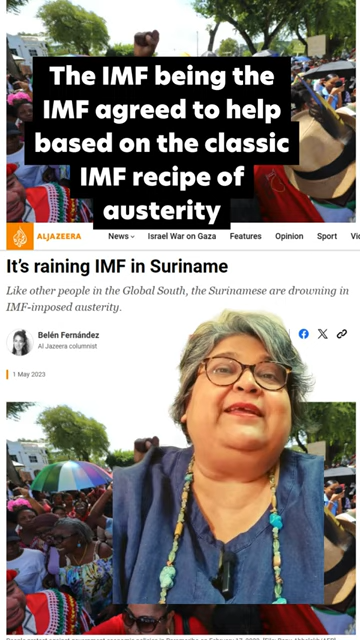 The IMF being the
IMF agreed to help
based on the classic
IMF recipe of
austerity
ALJAZEERA News Israel War on Gaza Features Opinion Sport
It's raining IMF in Suriname
Like other people in the Global South, the Surinamese are drowning in
IMF-imposed austerity.
Belén Fernández
Al Jazeera columnist
1 May 2023